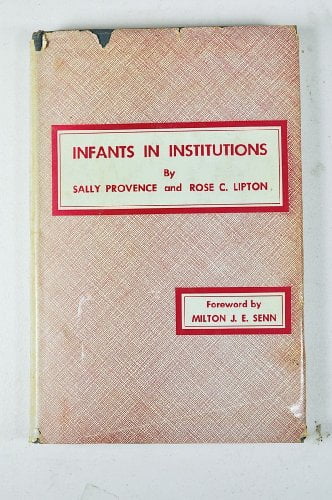 INFANTS IN INSTITUTIONS
By
SALLY PROVENCE and ROSE C. LIPTON
Foreword by
MILTON J. E. SENN